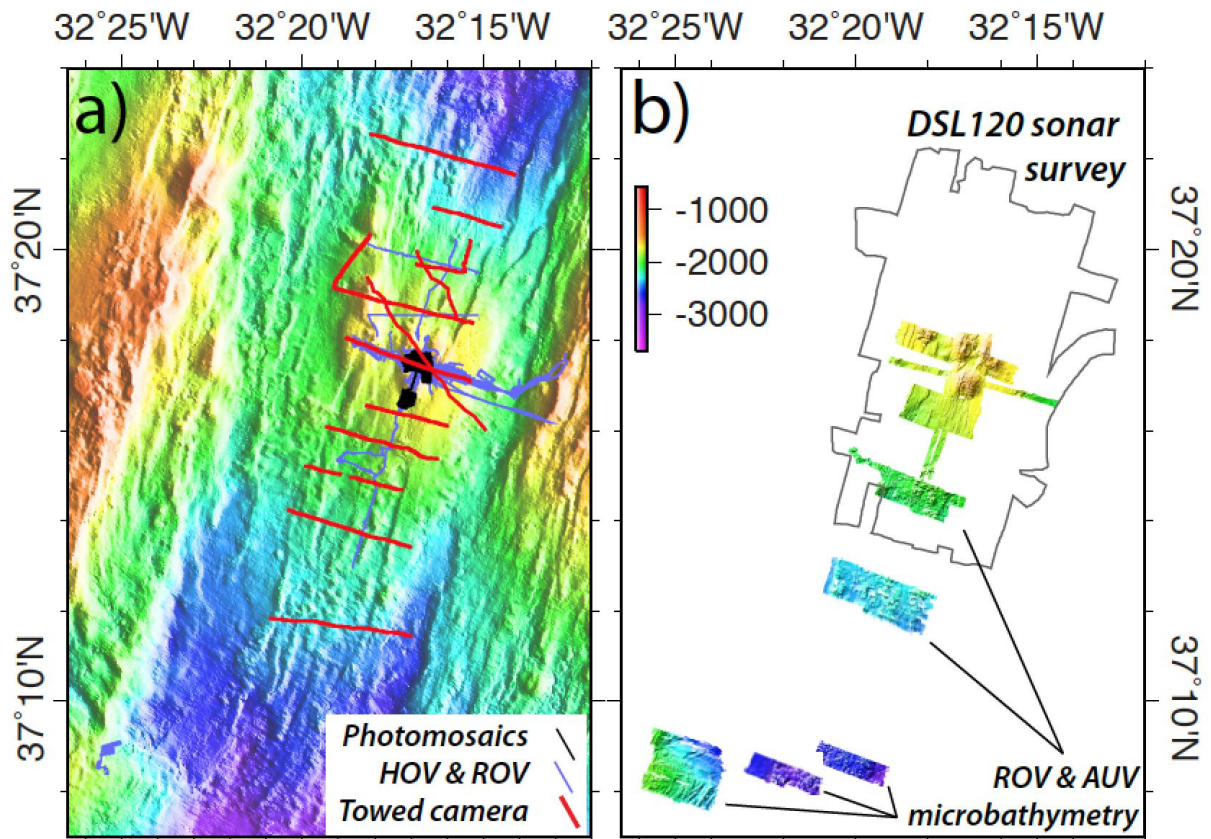 32°25'W 32°20'W 32°15'W 32°25'W 32°20'W 32°15'W
a)
b)
DSL120 sonar
survey
-1000
-2000
-3000
37°20'N
37°20'N
37°10'N
37°10'N
Photomosaics
HOV & ROV
Towed camera
ROV & AUV
microbathymetry